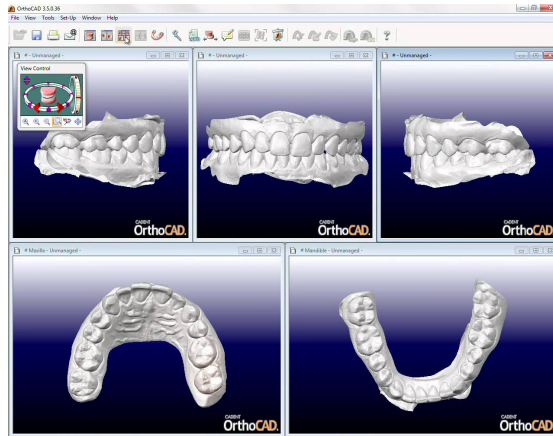 OrthoCAD 3.5.0.36
File View Tools Set-Up Window Help
# - Unmanaged -
# - Unmanaged -
# - Unmanaged -
View Control
CADENT
OrthoCAD.
CADENT
OrthoCAD.
CADENT
OrthoCAD.
# Maxilla - Unmanaged -
# Mandible - Unmanaged -
CADENT
OrthoCAD.
CADENT
OrthoCAD.